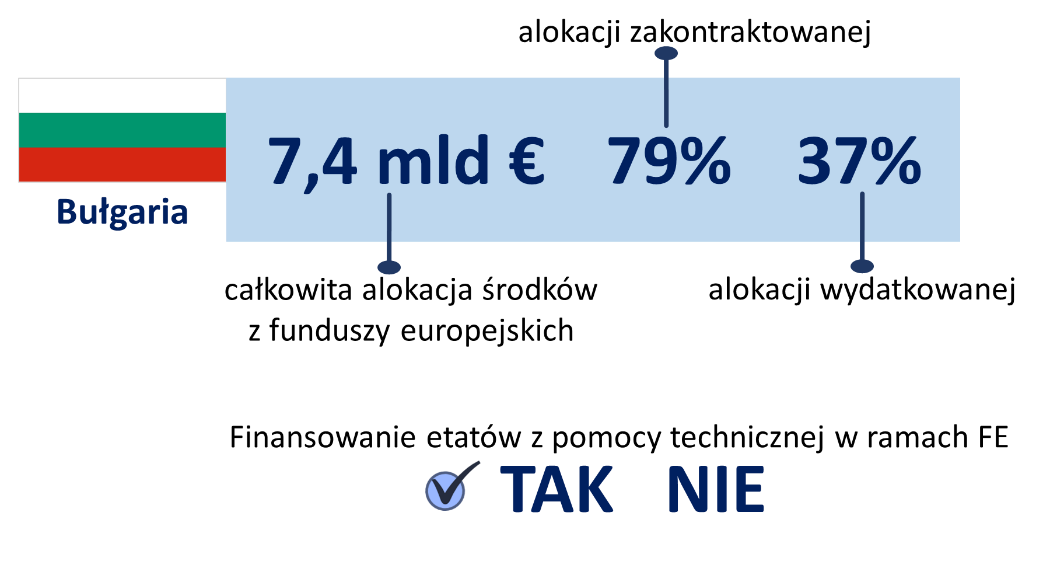 alokacji zakontraktowanej
7,4 mld € 79% 37%
Bułgaria
całkowita alokacja środków
z funduszy europejskich
alokacji wydatkowanej
Finansowanie etatów z pomocy technicznej w ramach FE
TAK NIE